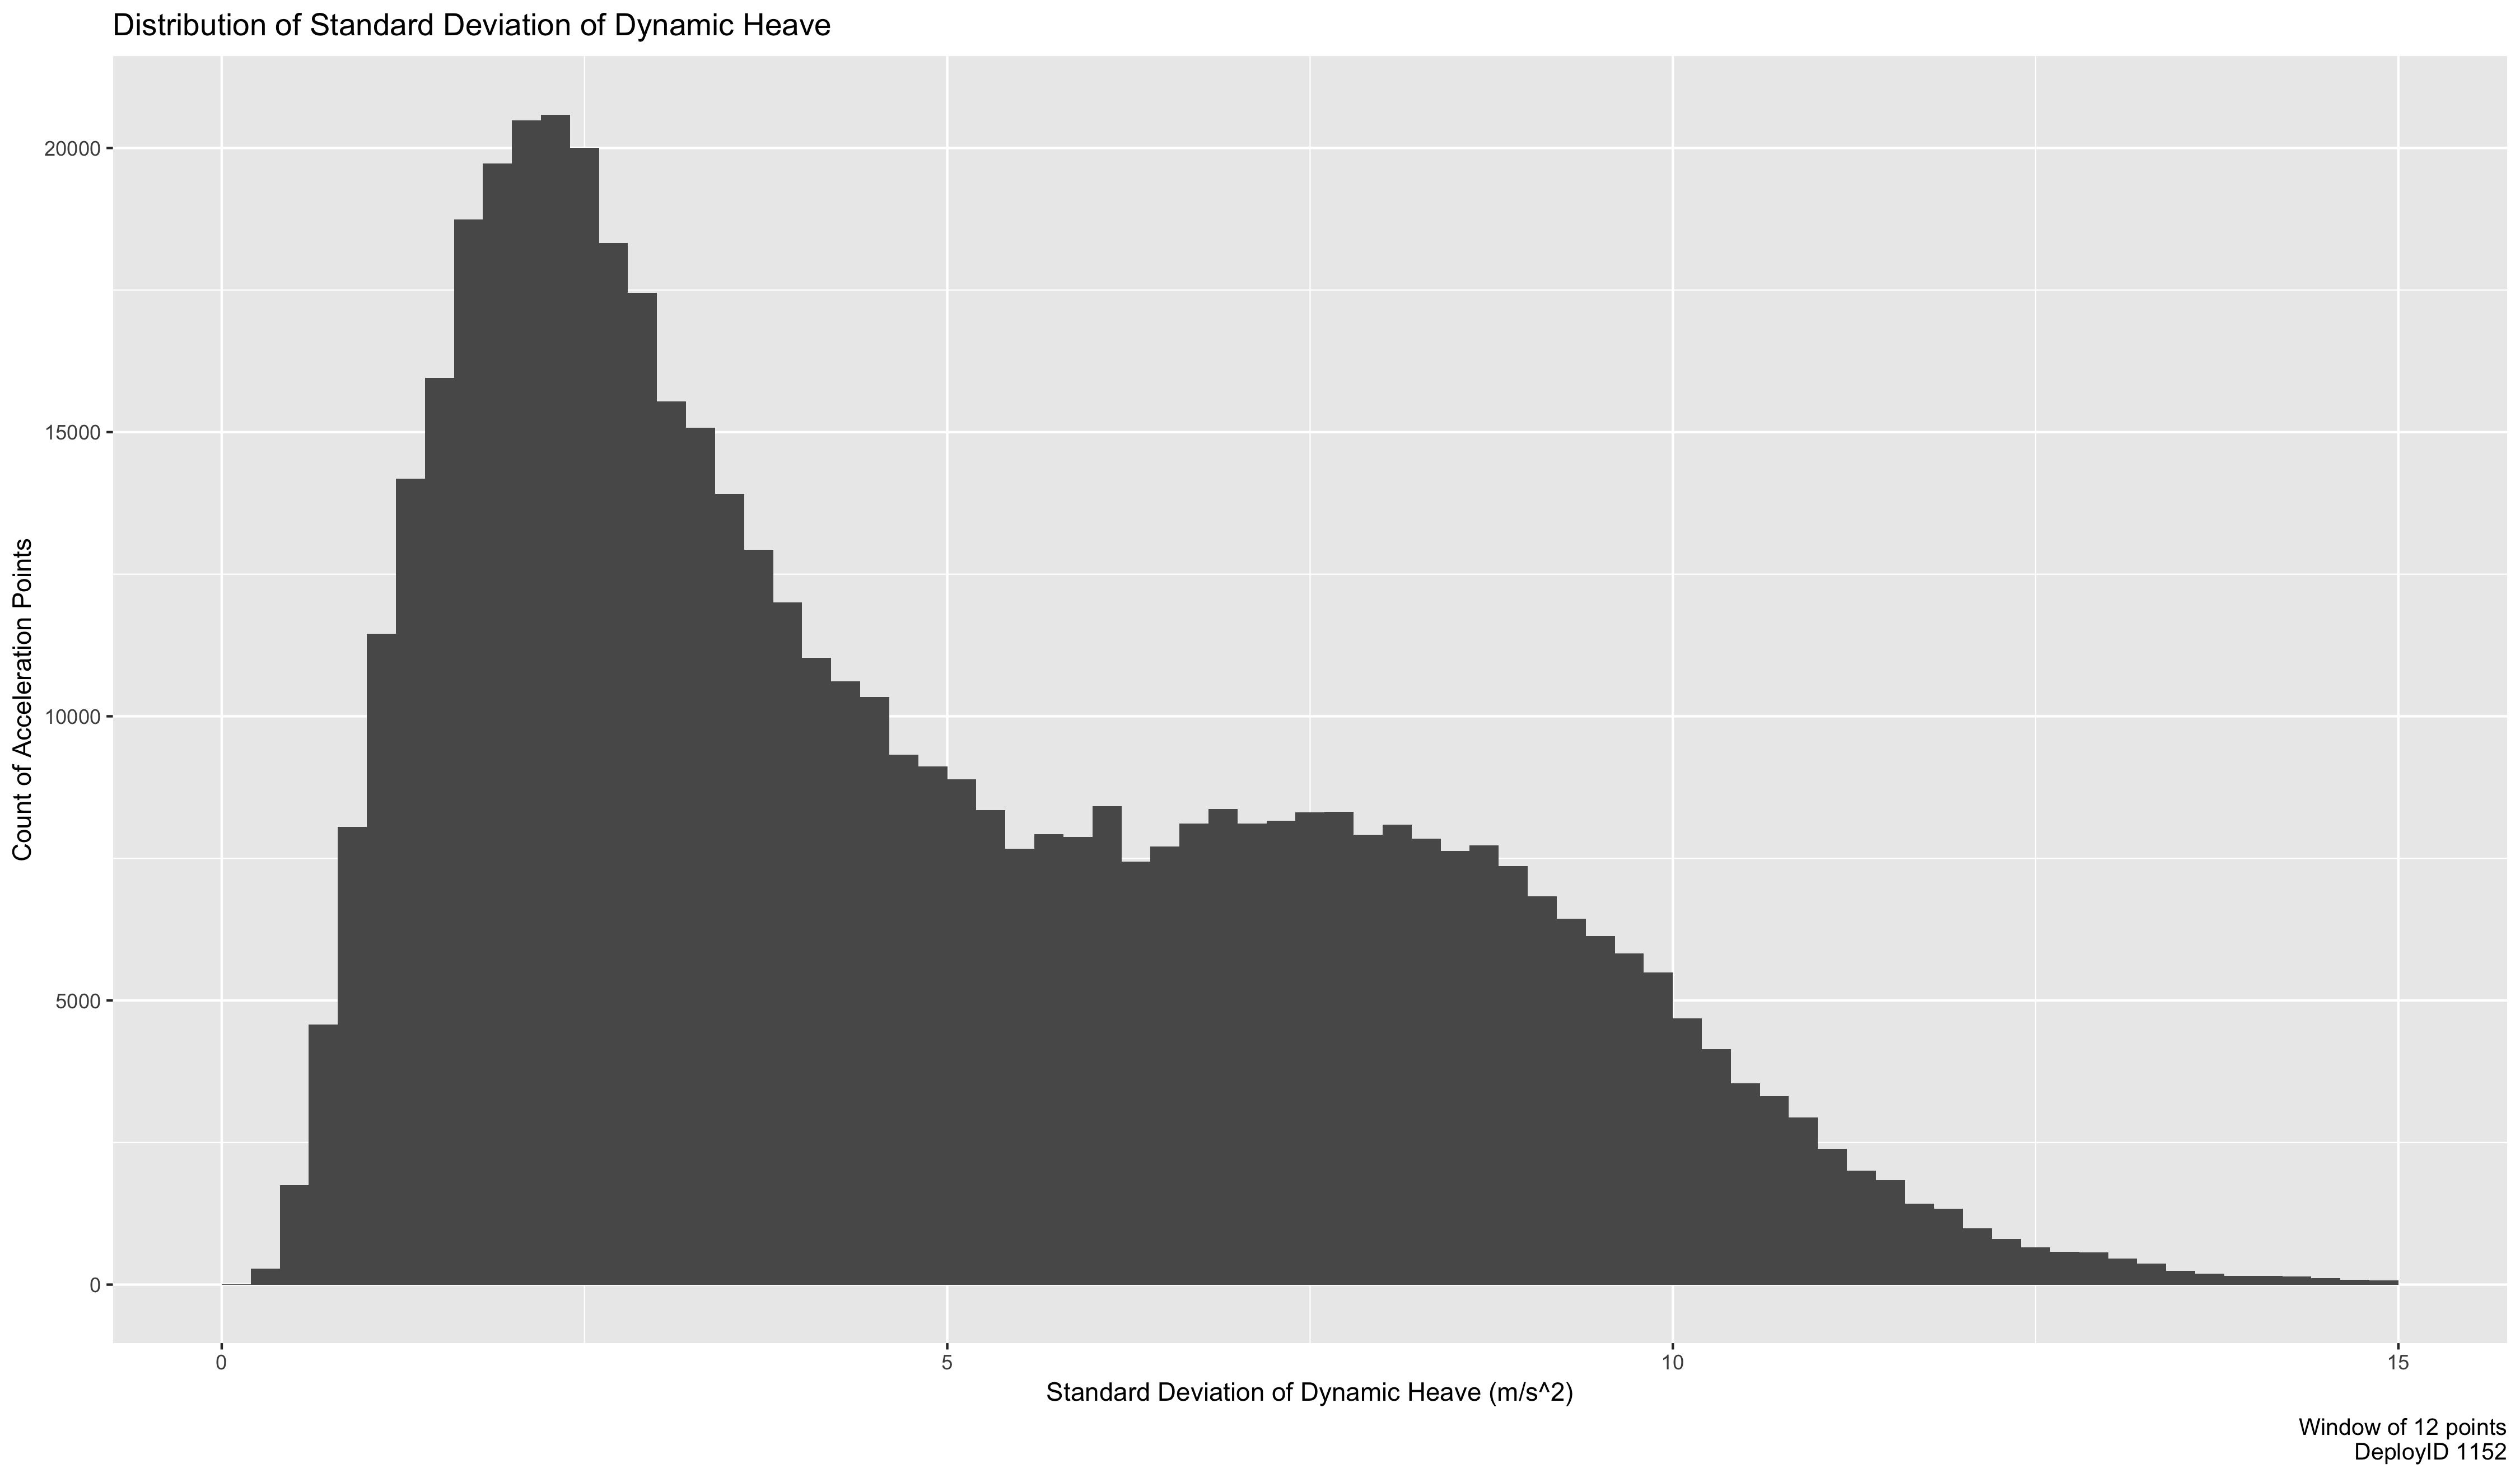 Distribution of Standard Deviation of Dynamic Heave
Count of Acceleration Points
20000
15000
10000
5000
0
0
5
10
15
Standard Deviation of Dynamic Heave (m/s^2)
Window of 12 points
DeployID 1152